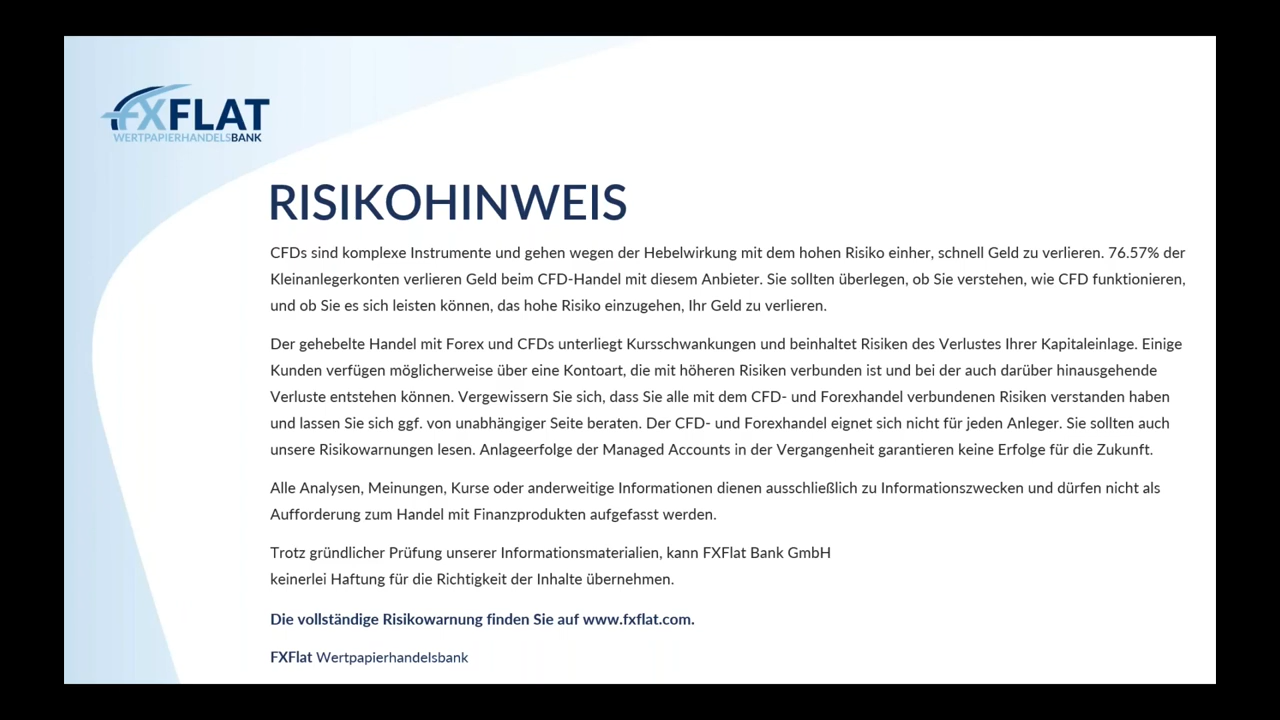 FXFLAT
WERTPAPIERHANDELSBANK
RISIKOHINWEIS
CFDs sind komplexe Instrumente und gehen wegen der Hebelwirkung mit dem hohen Risiko einher, schnell Geld zu verlieren. 76.57% der
Kleinanlegerkonten verlieren Geld beim CFD-Handel mit diesem Anbieter. Sie sollten überlegen, ob Sie verstehen, wie CFD funktionieren,
und ob Sie es sich leisten können, das hohe Risiko einzugehen, Ihr Geld zu verlieren.
Der gehebelte Handel mit Forex und CFDs unterliegt Kursschwankungen und beinhaltet Risiken des Verlustes Ihrer Kapitaleinlage. Einige
Kunden verfügen möglicherweise über eine Kontoart, die mit höheren Risiken verbunden ist und bei der auch darüber hinausgehende
Verluste entstehen können. Vergewissern Sie sich, dass Sie alle mit dem CFD- und Forexhandel verbundenen Risiken verstanden haben
und lassen Sie sich ggf. von unabhängiger Seite beraten. Der CFD- und Forexhandel eignet sich nicht für jeden Anleger. Sie sollten auch
unsere Risikowarnungen lesen. Anlageerfolge der Managed Accounts in der Vergangenheit garantieren keine Erfolge für die Zukunft.
Alle Analysen, Meinungen, Kurse oder anderweitige Informationen dienen ausschließlich zu Informationszwecken und dürfen nicht als
Aufforderung zum Handel mit Finanzprodukten aufgefasst werden.
Trotz gründlicher Prüfung unserer Informationsmaterialien, kann FXFlat Bank GmbH
keinerlei Haftung für die Richtigkeit der Inhalte übernehmen.
Die vollständige Risikowarnung finden Sie auf www.fxflat.com.
FXFlat Wertpapierhandelsbank